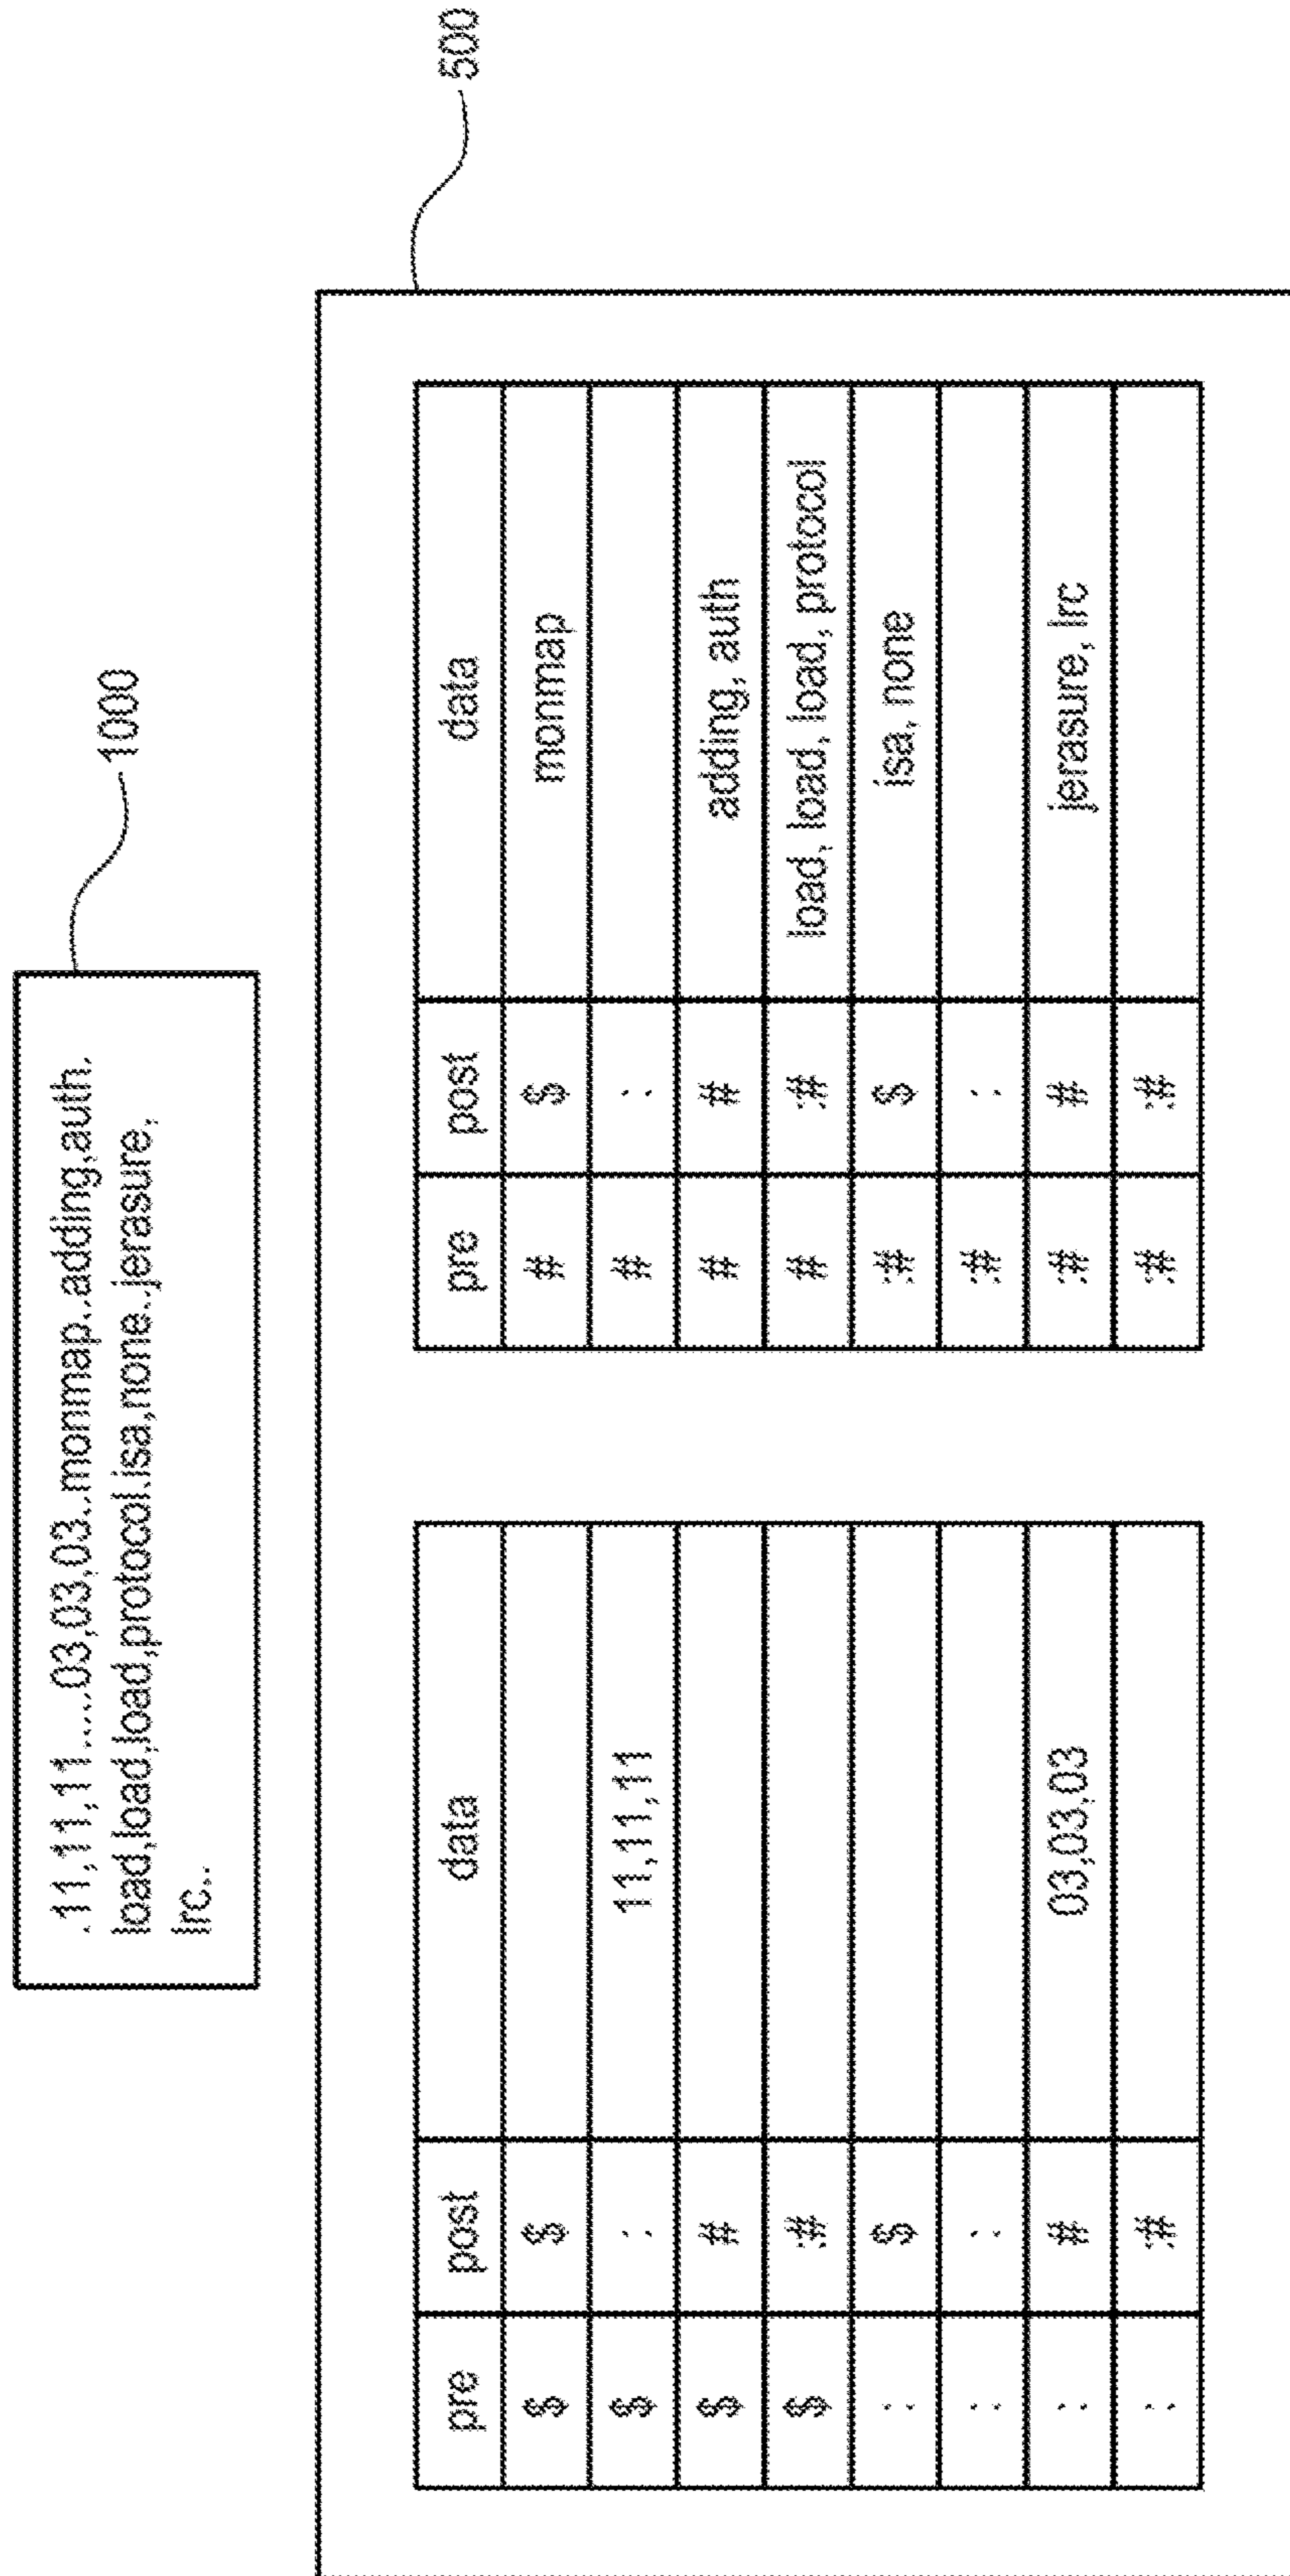 1000
.11,11,11.....03,03,03..monmap..adding,auth.
load,load,load,protocol.isa,none..jerasure,
lrc..
500
pre post data
$ $
$ : 11,11,11
$ #
$ :#
: $
: :
: # 03,03,03
: :#
pre post data
# $ monmap
# :
# # adding, auth
# :# load, load, load, protocol
:# $ isa, none
:# :
:# # jerasure, lrc
:# :#